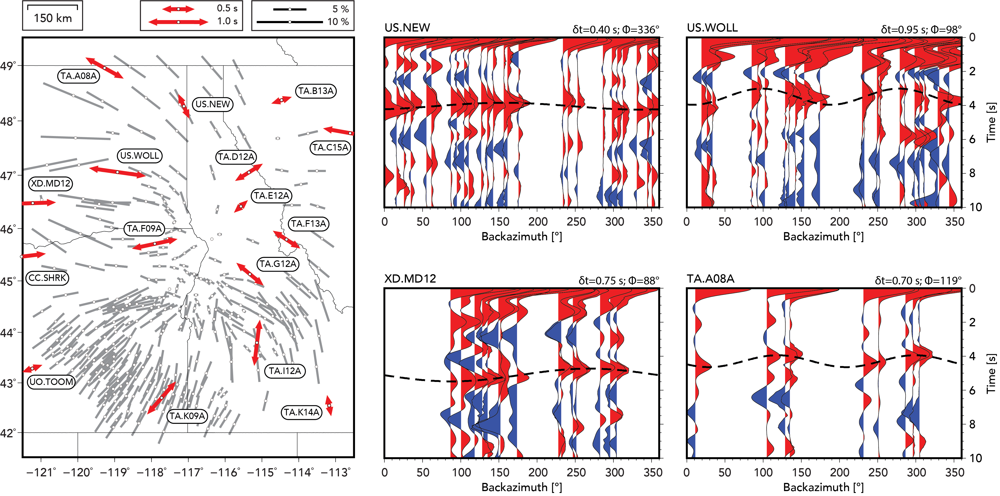 150 km
0.5 s
1.0 s
5 %
10 %
49°
48°
47°
46°
45°
44°
43°
42°
−121° −120° −119° −118° −117° −116° −115° −114° −113°
TA.A08A
TA.B13A
US.NEW
TA.C15A
US.WOLL
TA.D12A
XD.MD12
TA.E12A
TA.F13A
TA.F09A
TA.G12A
CC.SHRK
TA.I12A
UO.TOOM
TA.K14A
TA.K09A
US.NEW δt=0.40 s; Φ=336°
0 50 100 150 200 250 300 350
Backazimuth [°]
US.WOLL δt=0.95 s; Φ=98°
0
2
4
6
8
10
Time [s]
0 50 100 150 200 250 300 350
Backazimuth [°]
XD.MD12 δt=0.75 s; Φ=88°
0 50 100 150 200 250 300 350
Backazimuth [°]
TA.A08A δt=0.70 s; Φ=119°
0
2
4
6
8
10
Time [s]
0 50 100 150 200 250 300 350
Backazimuth [°]